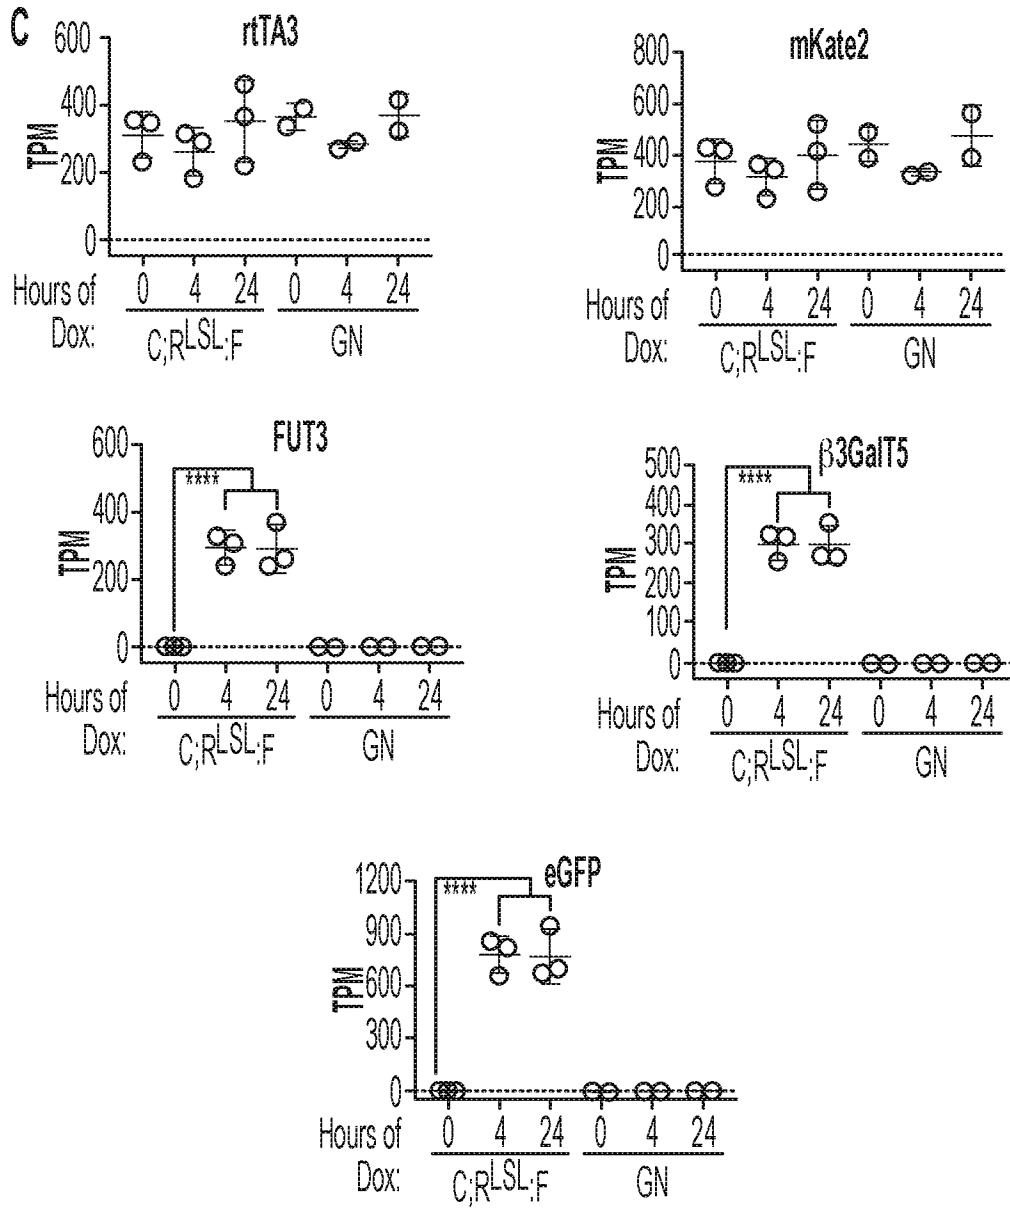 C
rtTA3
600
400
200
0
TPM
Hours of
Dox:
0 4 24 0 4 24
C;RLSL:F GN
mKate2
800
600
400
200
0
TPM
Hours of
Dox:
0 4 24 0 4 24
C;RLSL:F GN
FUT3
600
400
200
0
TPM
****
Hours of
Dox:
0 4 24 0 4 24
C;RLSL:F GN
β3GalT5
500
400
300
200
100
0
TPM
****
Hours of
Dox:
0 4 24 0 4 24
C;RLSL:F GN
eGFP
1200
900
600
300
0
TPM
****
Hours of
Dox:
0 4 24 0 4 24
C;RLSL:F GN